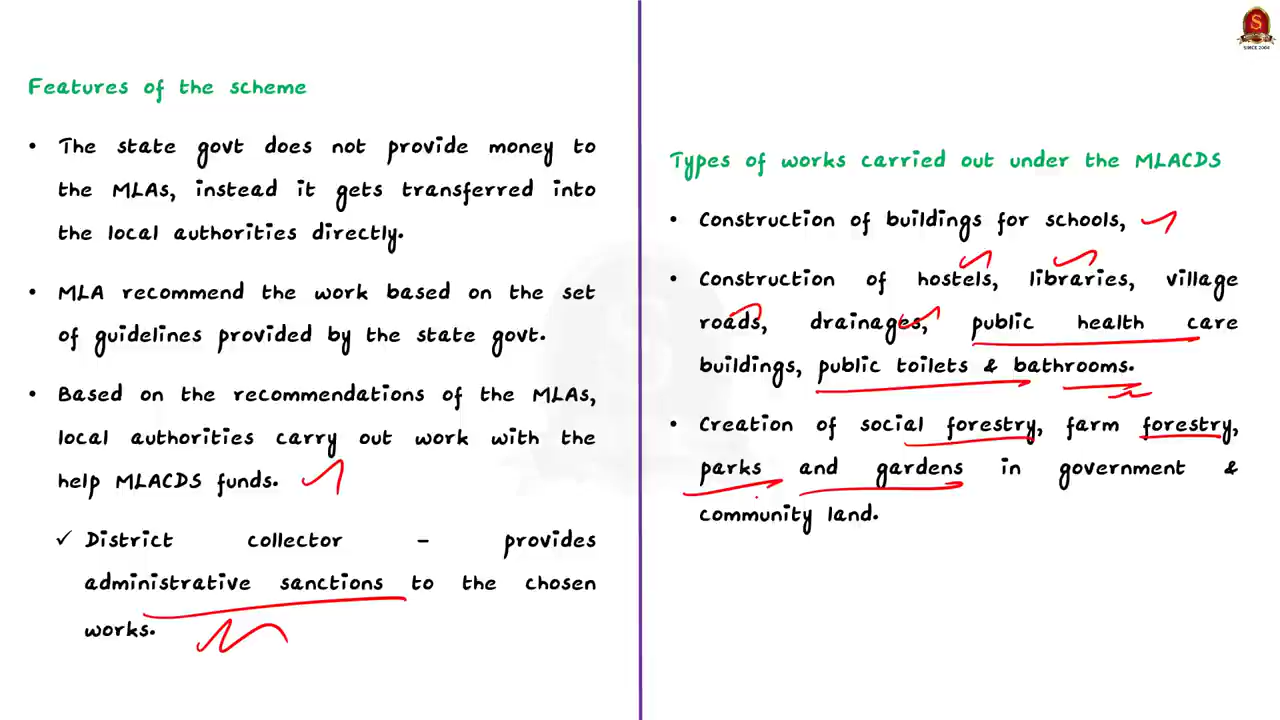 Features of the scheme
• The state govt does not provide money to
the MLAs, instead it gets transferred into
the local authorities directly.
• MLA recommend the work based on the set
of guidelines provided by the state govt.
• Based on the recommendations of the MLAs,
local authorities carry out work with the
help MLACDS funds.
✓ District collector – provides
administrative sanctions to the chosen
works.
Types of works carried out under the MLACDS
• Construction of buildings for schools,
• Construction of hostels, libraries, village
roads, drainages, public health care
buildings, public toilets & bathrooms.
• Creation of social forestry, farm forestry,
parks and gardens in government &
community land.
S
SINCE 2004